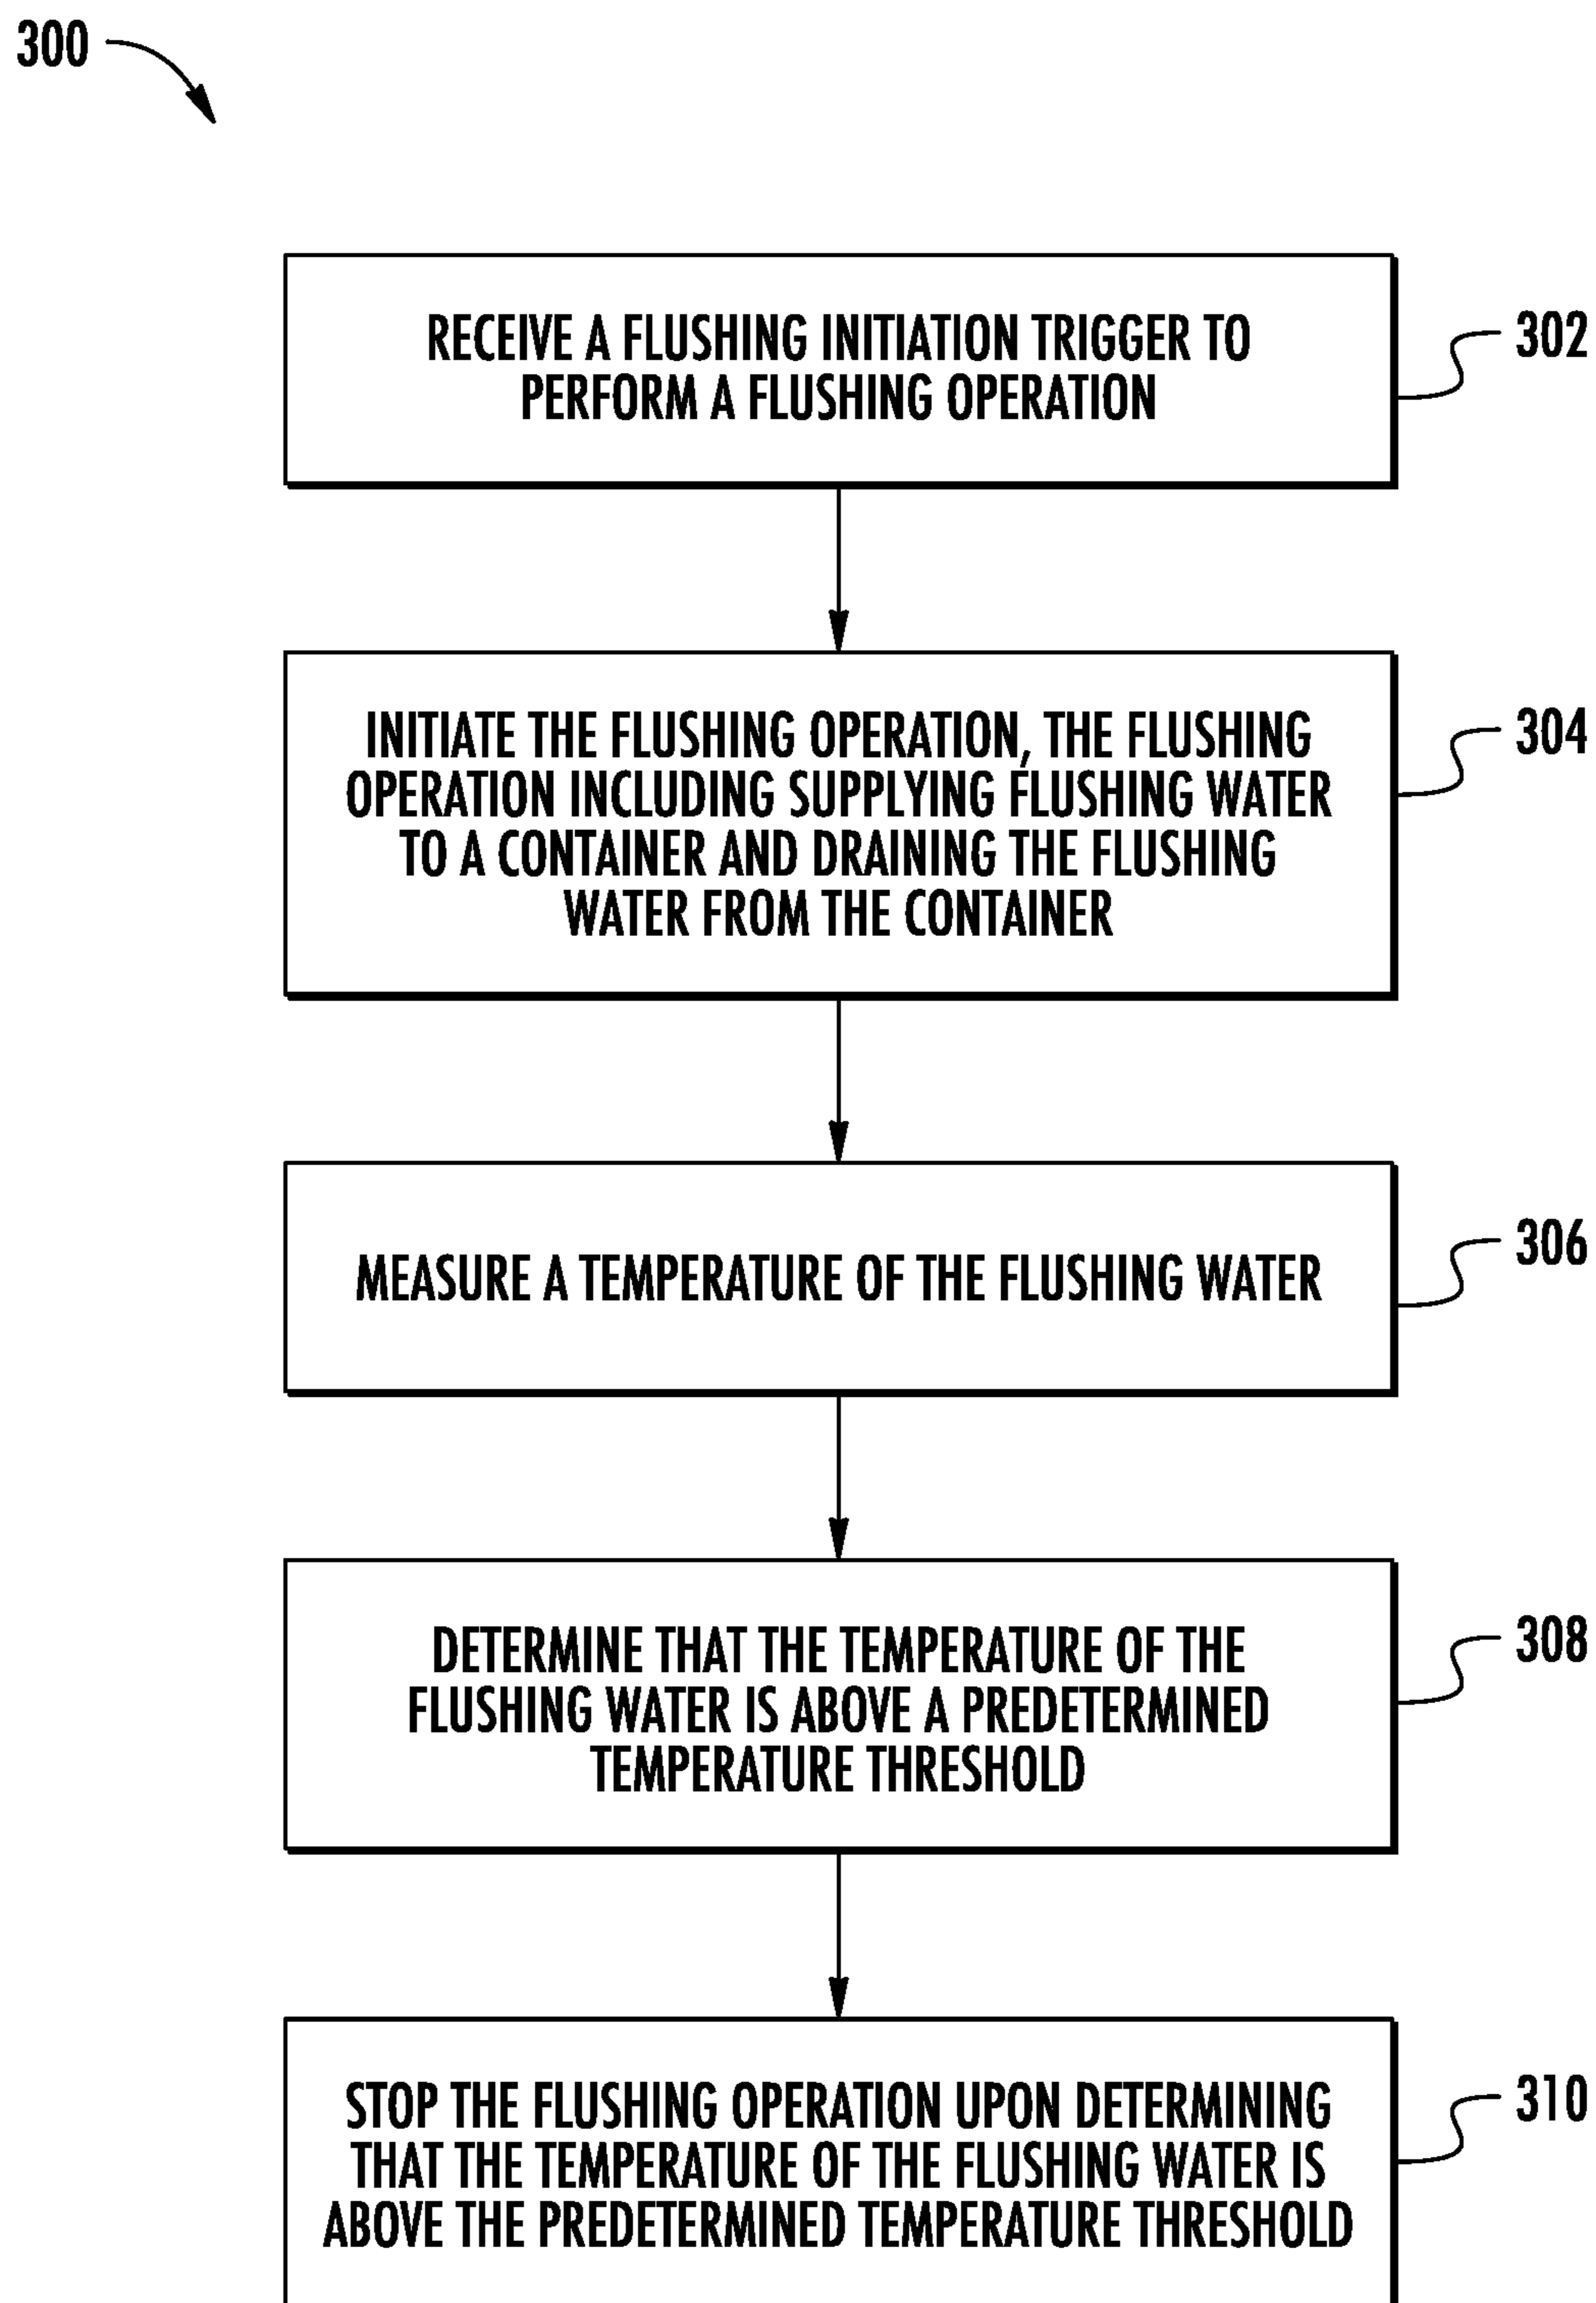 300
RECEIVE A FLUSHING INITIATION TRIGGER TO
PERFORM A FLUSHING OPERATION
302
INITIATE THE FLUSHING OPERATION, THE FLUSHING
OPERATION INCLUDING SUPPLYING FLUSHING WATER
TO A CONTAINER AND DRAINING THE FLUSHING
WATER FROM THE CONTAINER
304
MEASURE A TEMPERATURE OF THE FLUSHING WATER
306
DETERMINE THAT THE TEMPERATURE OF THE
FLUSHING WATER IS ABOVE A PREDETERMINED
TEMPERATURE THRESHOLD
308
STOP THE FLUSHING OPERATION UPON DETERMINING
THAT THE TEMPERATURE OF THE FLUSHING WATER IS
ABOVE THE PREDETERMINED TEMPERATURE THRESHOLD
310